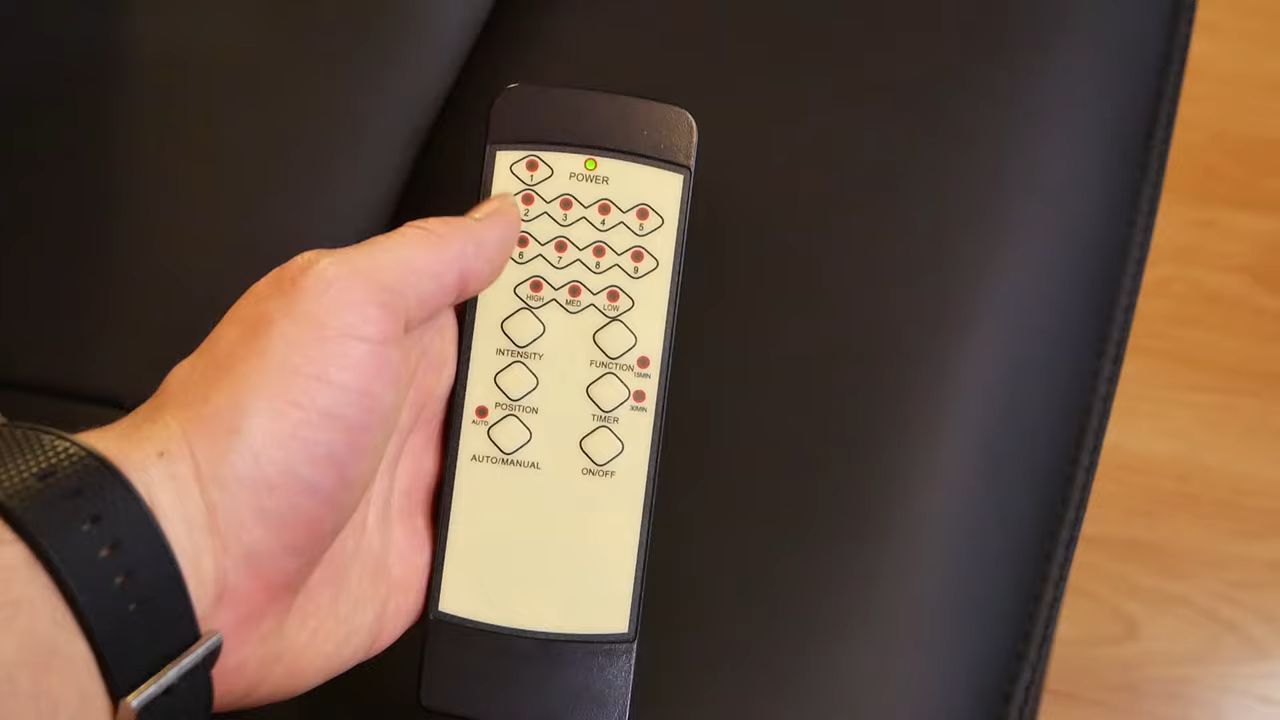 1
POWER
2 3 4 5
6 7 8 9
HIGH MED LOW
INTENSITY
FUNCTION
15MIN
POSITION
TIMER
30MIN
AUTO
AUTO/MANUAL
ON/OFF